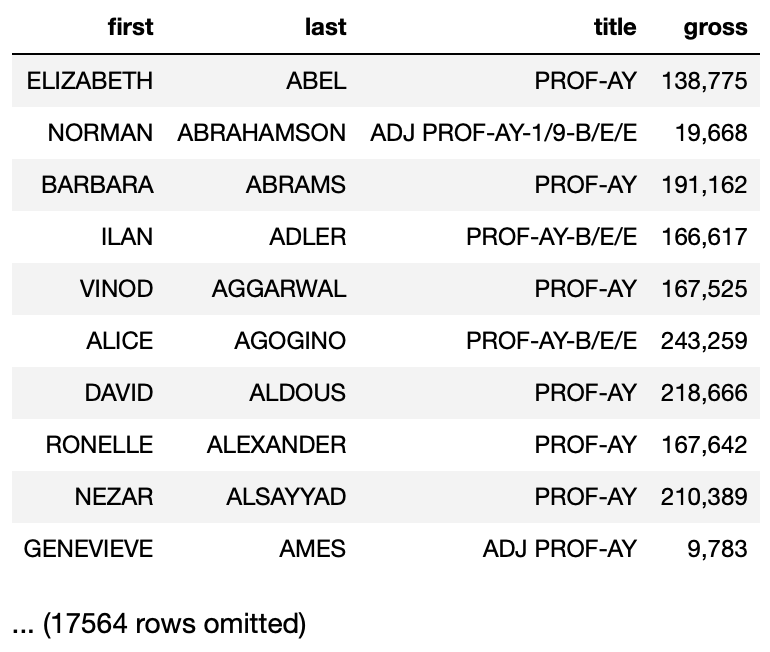 first last title gross
ELIZABETH ABEL PROF-AY 138,775
NORMAN ABRAHAMSON ADJ PROF-AY-1/9-B/E/E 19,668
BARBARA ABRAMS PROF-AY 191,162
ILAN ADLER PROF-AY-B/E/E 166,617
VINOD AGGARWAL PROF-AY 167,525
ALICE AGOGINO PROF-AY-B/E/E 243,259
DAVID ALDOUS PROF-AY 218,666
RONELLE ALEXANDER PROF-AY 167,642
NEZAR ALSAYYAD PROF-AY 210,389
GENEVIEVE AMES ADJ PROF-AY 9,783
... (17564 rows omitted)